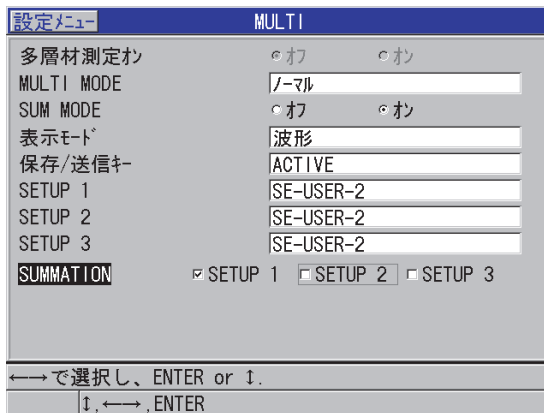 設定ﾒﾆｭｰ MULTI
多層材測定ｵﾝ ｵﾌ ｵﾝ
MULTI MODE ﾉｰﾏﾙ
SUM MODE ｵﾌ ｵﾝ
表示ﾓｰﾄﾞ 波形
保存/送信ｷｰ ACTIVE
SETUP 1 SE-USER-2
SETUP 2 SE-USER-2
SETUP 3 SE-USER-2
SUMMATION SETUP 1 SETUP 2 SETUP 3
←→で選択し、ENTER or ↕.
↕,←→,ENTER